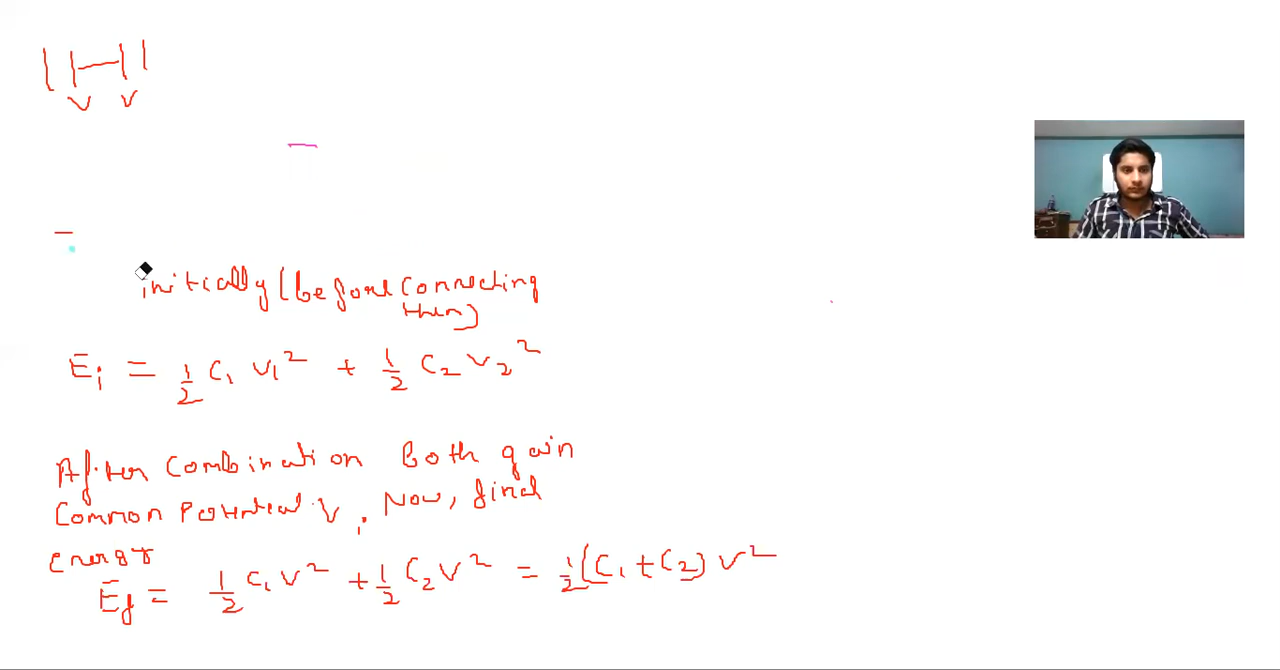 V V
initially (before connecting
them)
Ei = 1/2 C₁ V₁² + 1/2 C₂ V₂²
After combination both gain
common potential V. Now, final
energy
Ef = 1/2 C₁ V² + 1/2 C₂ V² = 1/2 (C₁ + C₂) V²